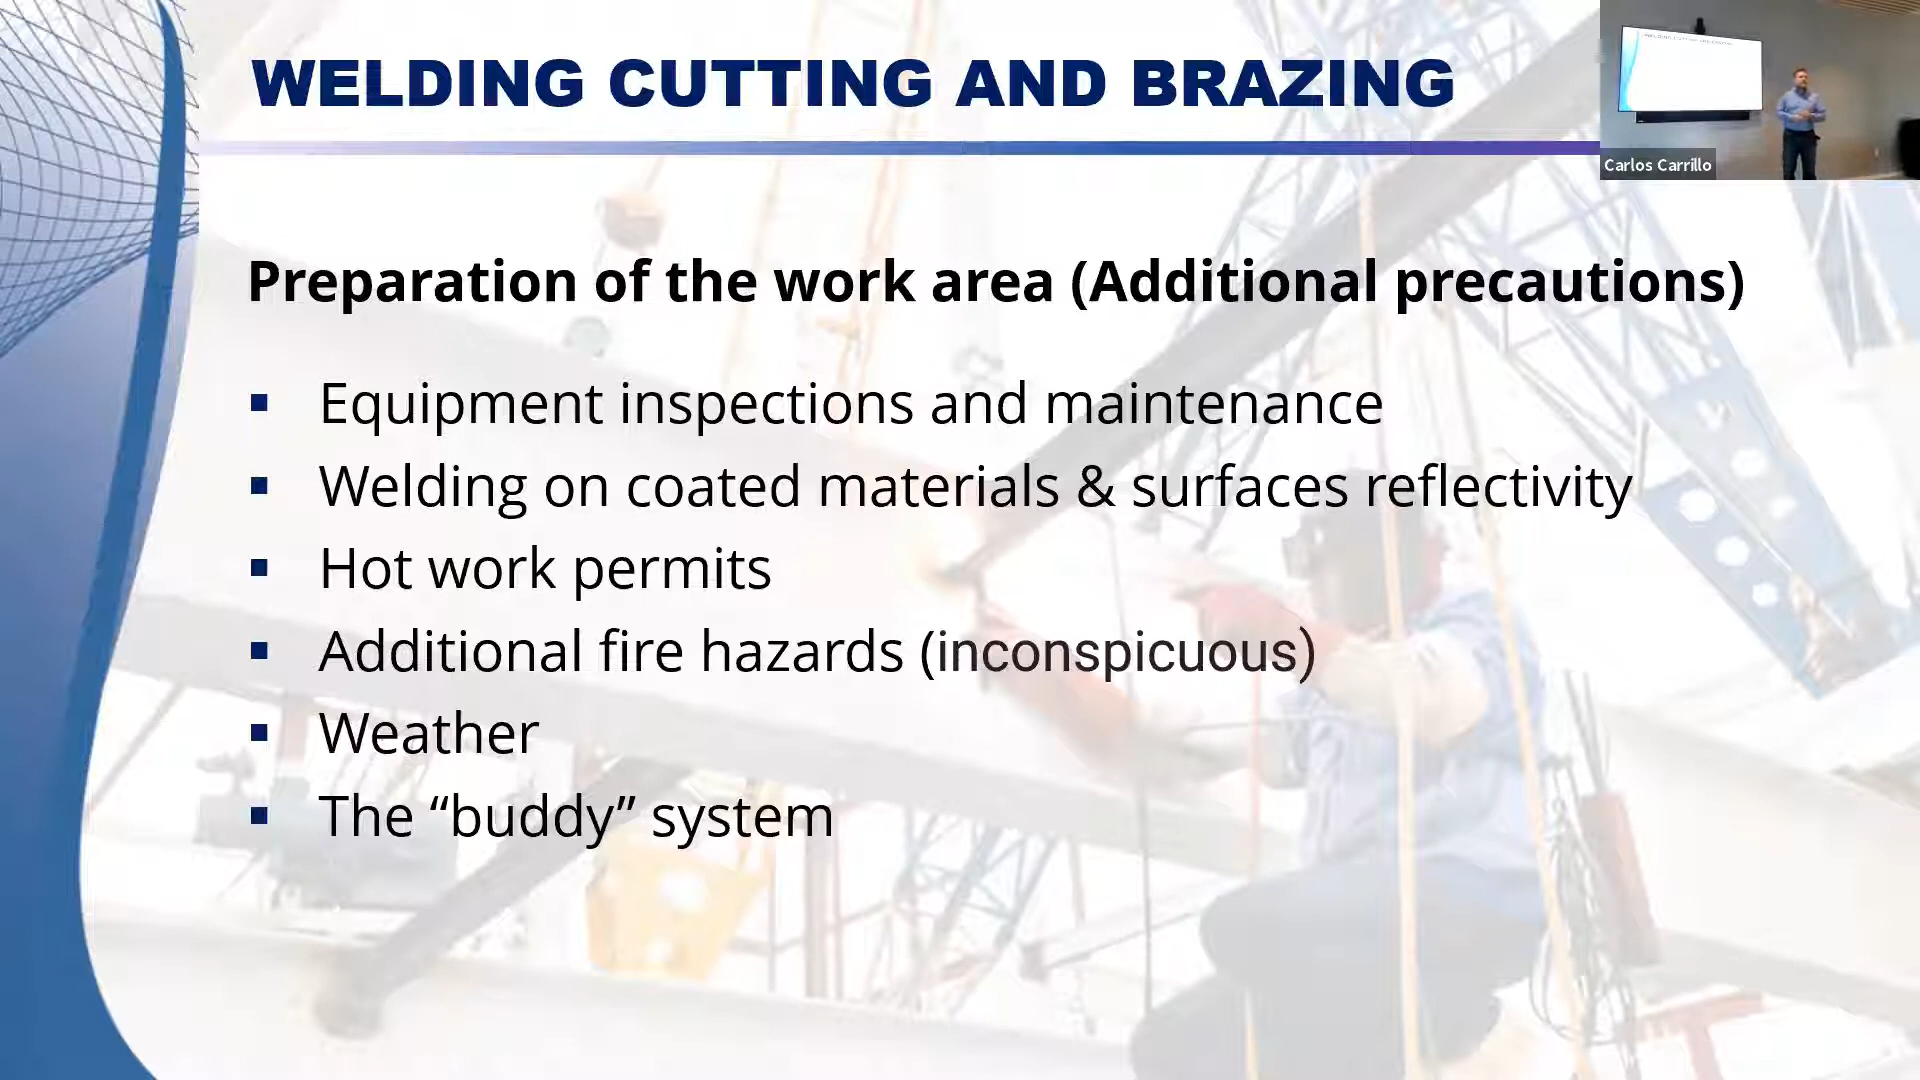 WELDING CUTTING AND BRAZING
Carlos Carrillo
Preparation of the work area (Additional precautions)
▪ Equipment inspections and maintenance
▪ Welding on coated materials & surfaces reflectivity
▪ Hot work permits
▪ Additional fire hazards (inconspicuous)
▪ Weather
▪ The “buddy” system